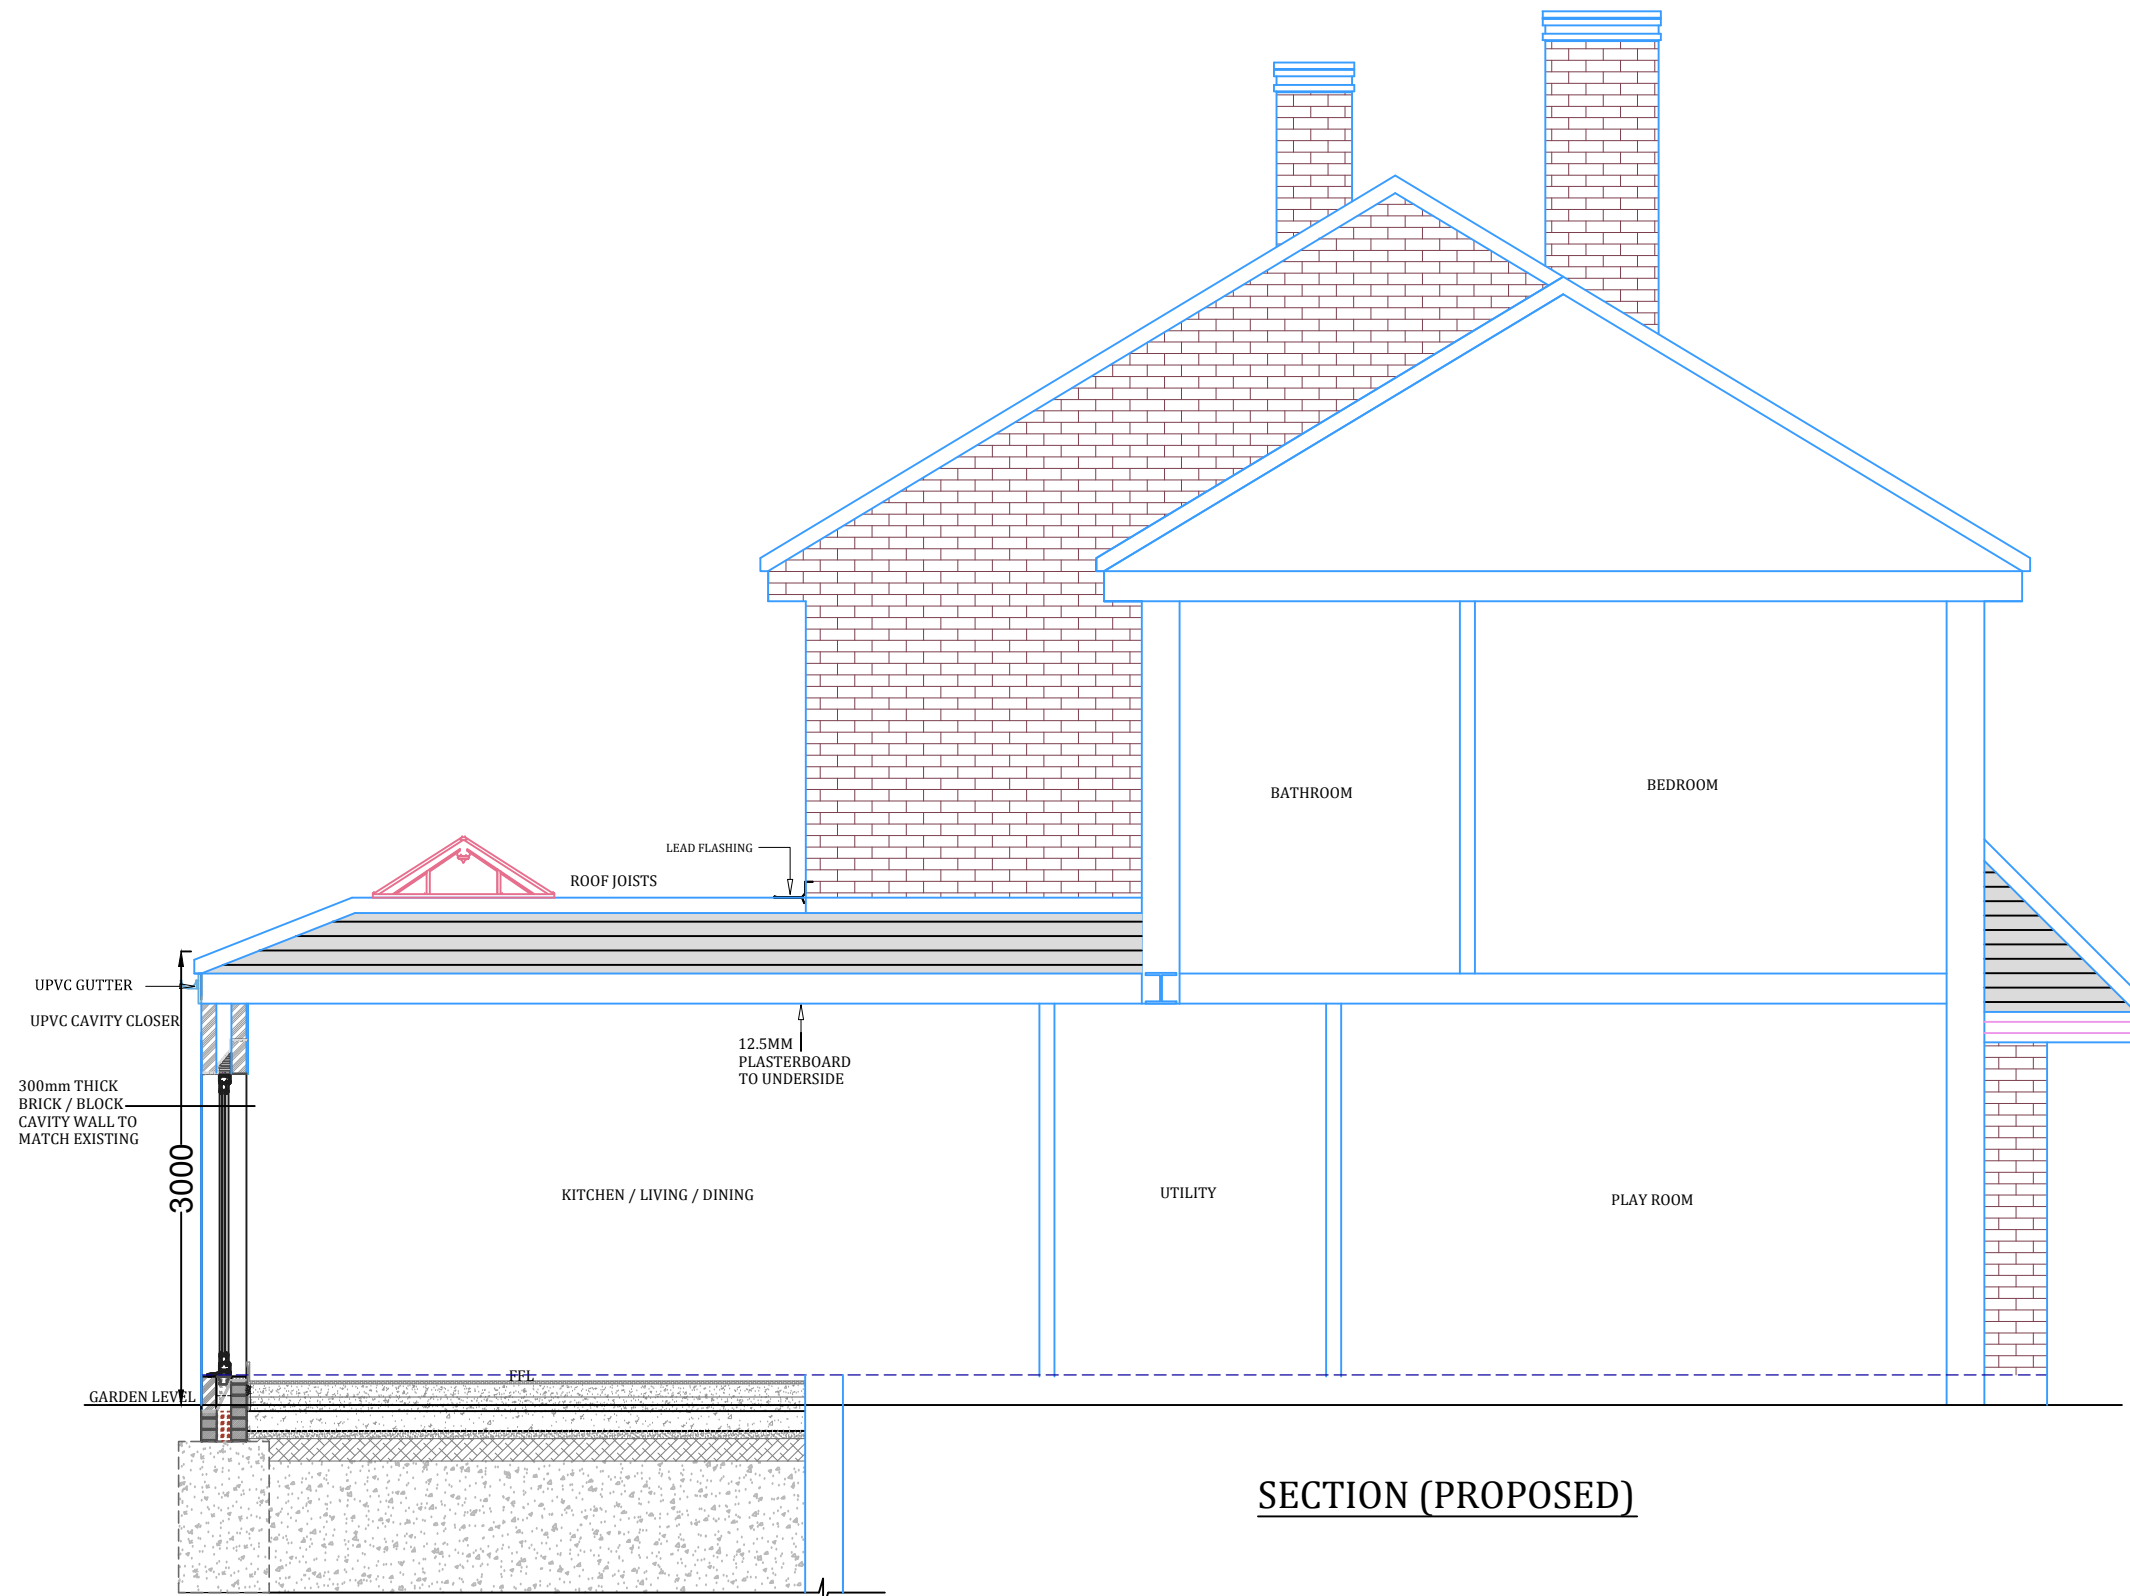 BATHROOM
BEDROOM
LEAD FLASHING
ROOF JOISTS
UPVC GUTTER
UPVC CAVITY CLOSER
12.5MM
PLASTERBOARD
TO UNDERSIDE
300mm THICK
BRICK / BLOCK
CAVITY WALL TO
MATCH EXISTING
3000
KITCHEN / LIVING / DINING
UTILITY
PLAY ROOM
FFL
GARDEN LEVEL
SECTION (PROPOSED)